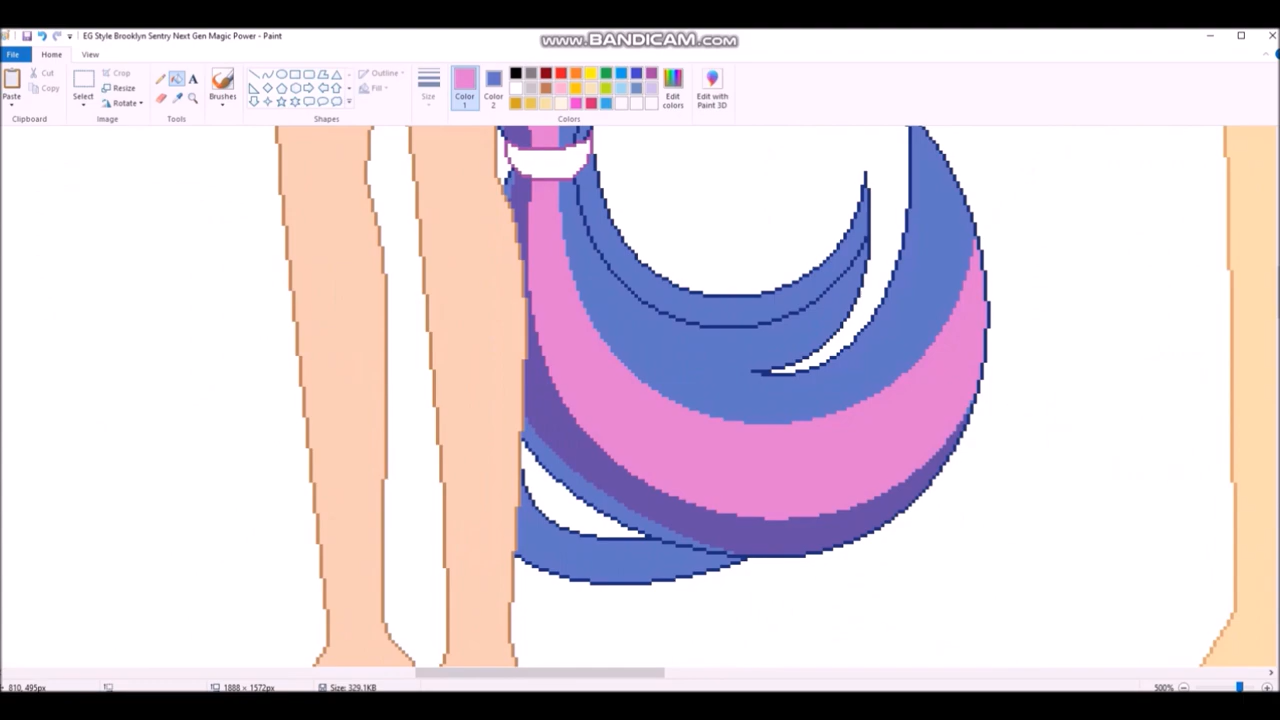 www.BANDICAM.com
EG Style Brooklyn Sentry Next Gen Magic Power - Paint
File Home View
Paste Cut Copy
Clipboard
Select Crop Resize Rotate
Image
A
Tools
Brushes
Outline Fill
Shapes
Size
Color 1 Color 2
Edit colors
Colors
Edit with Paint 3D
810, 495px 1888 × 1572px Size: 329.1KB 500%